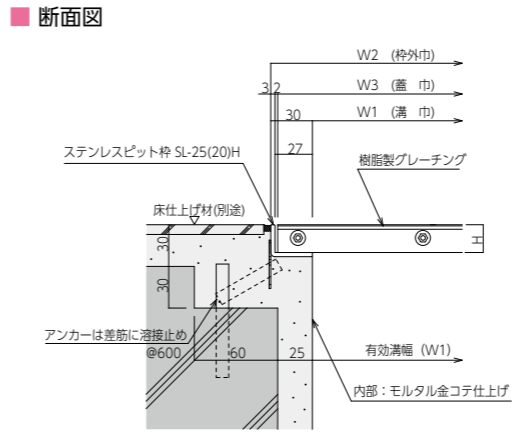 断面図
W2 (枠外巾)
3 2
W3 (蓋 巾)
30
W1 (溝 巾)
27
ステンレスピット枠 SL-25(20)H
樹脂製グレーチング
床仕上げ材(別途)
30
H
30
アンカーは差筋に溶接止め
@600
60
25
有効溝幅 (W1)
内部：モルタル金コテ仕上げ